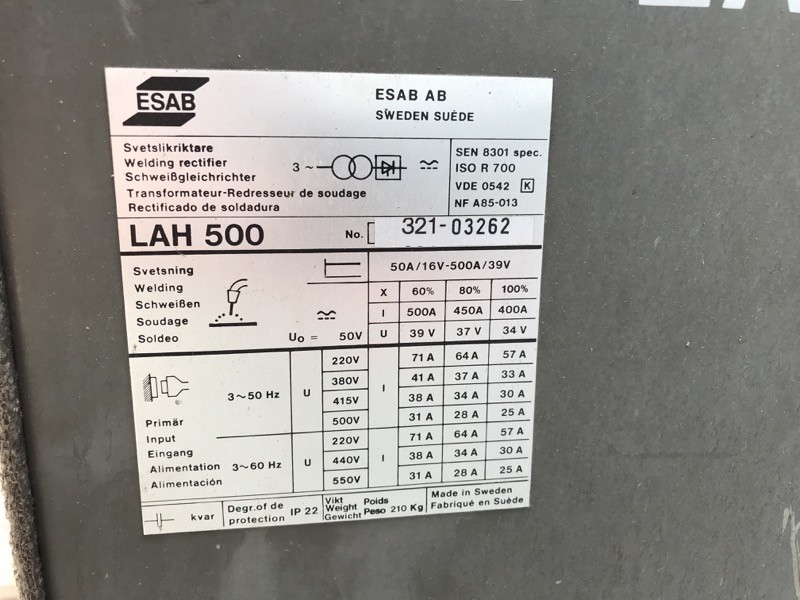 ESAB
ESAB AB
SWEDEN SUÈDE
Svetslikriktare
Welding rectifier
Schweißgleichrichter
Transformateur-Redresseur de soudage
Rectificado de soldadura
3~
SEN 8301 spec.
ISO R 700
VDE 0542 K
NF A85-013
LAH 500 No. 321-03262
Svetsning
Welding
Schweißen
Soudage
Soldeo
U₀ = 50V
50A/16V-500A/39V
X 60% 80% 100%
I 500A 450A 400A
U 39 V 37 V 34 V
Primär
Input
Eingang
Alimentation
Alimentación
3~50 Hz U I
220V 71 A 64 A 57 A
380V 41 A 37 A 33 A
415V 38 A 34 A 30 A
500V 31 A 28 A 25 A
3~60 Hz U I
220V 71 A 64 A 57 A
440V 38 A 34 A 30 A
550V 31 A 28 A 25 A
kvar
Degr.of de
protection IP 22
Vikt Poids
Weight Peso 210 Kg
Gewicht
Made in Sweden
Fabriqué en Suède